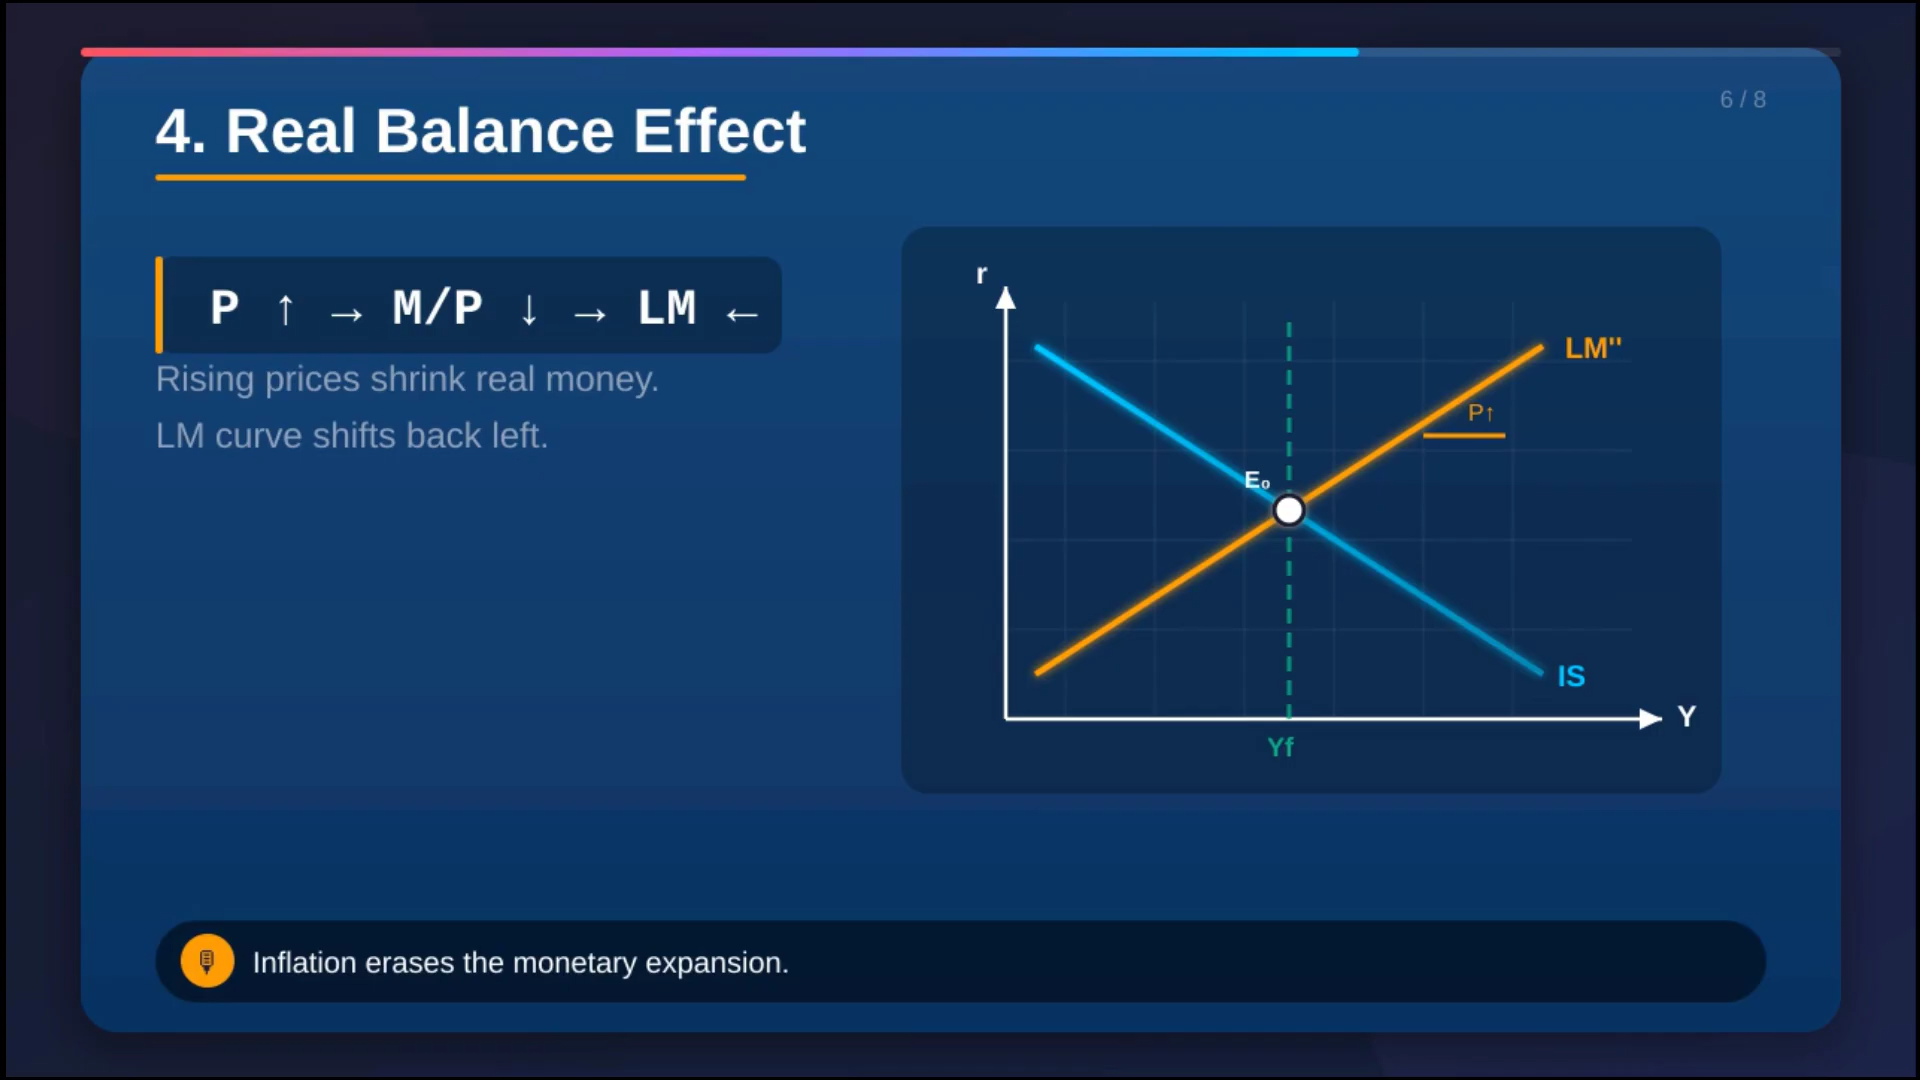 6 / 8
4. Real Balance Effect
P ↑ → M/P ↓ → LM ←
Rising prices shrink real money.
LM curve shifts back left.
r
LM''
P↑
E₀
IS
Y
Yf
Inflation erases the monetary expansion.